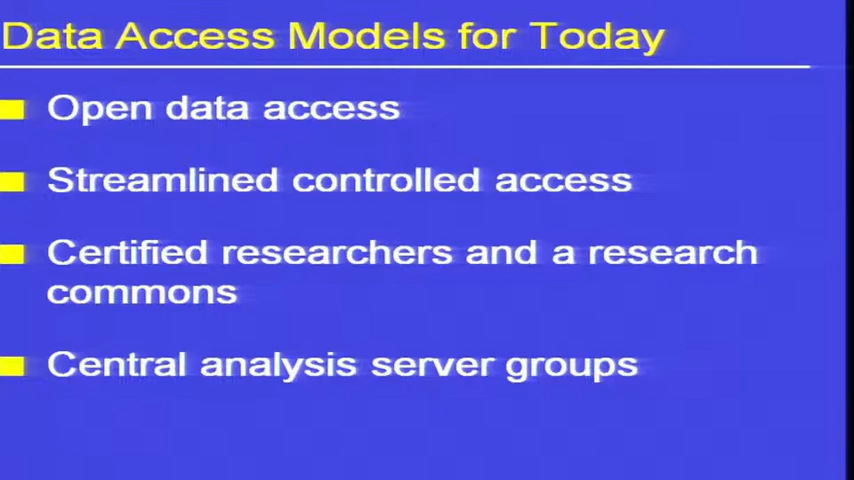 Data Access Models for Today
Open data access
Streamlined controlled access
Certified researchers and a research
commons
Central analysis server groups